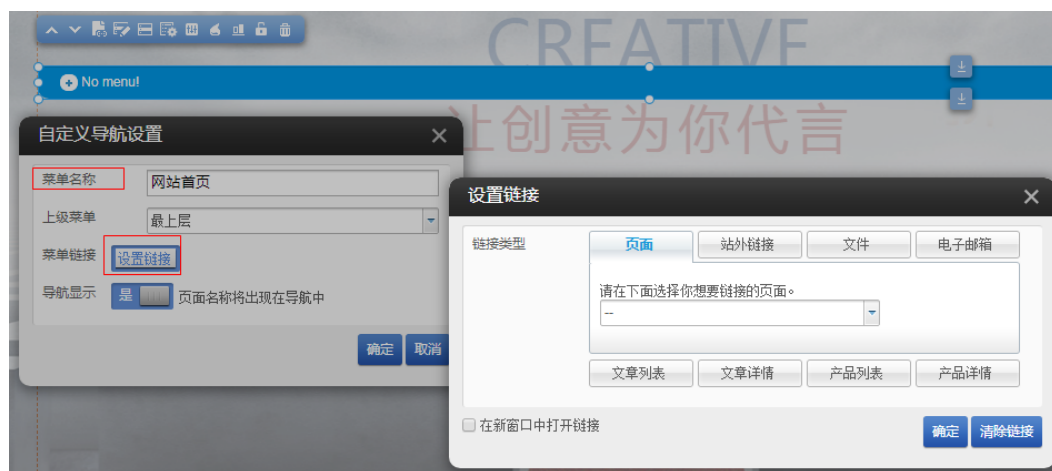 CREATIVE
No menu!
让创意为你代言
自定义导航设置
菜单名称 网站首页
上级菜单 最上层
菜单链接 设置链接
导航显示 是 页面名称将出现在导航中
确定 取消
设置链接
链接类型 页面 站外链接 文件 电子邮箱
请在下面选择你想要链接的页面。
--
文章列表 文章详情 产品列表 产品详情
在新窗口中打开链接
确定 清除链接